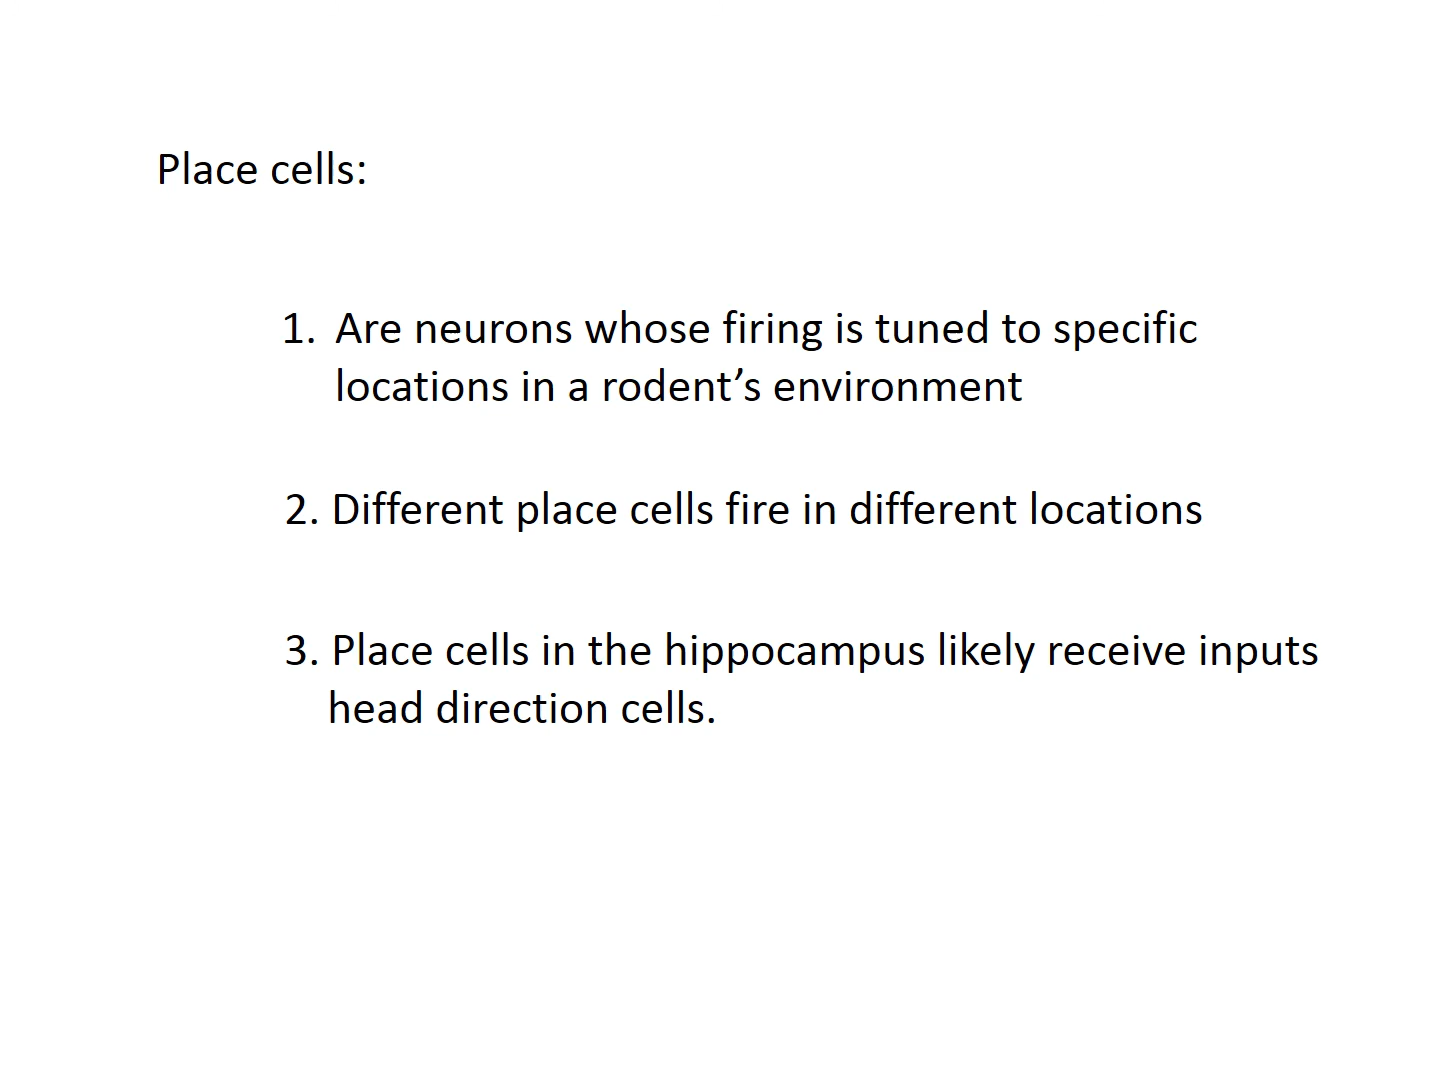 Place cells:
1. Are neurons whose firing is tuned to specific
locations in a rodent’s environment
2. Different place cells fire in different locations
3. Place cells in the hippocampus likely receive inputs
head direction cells.